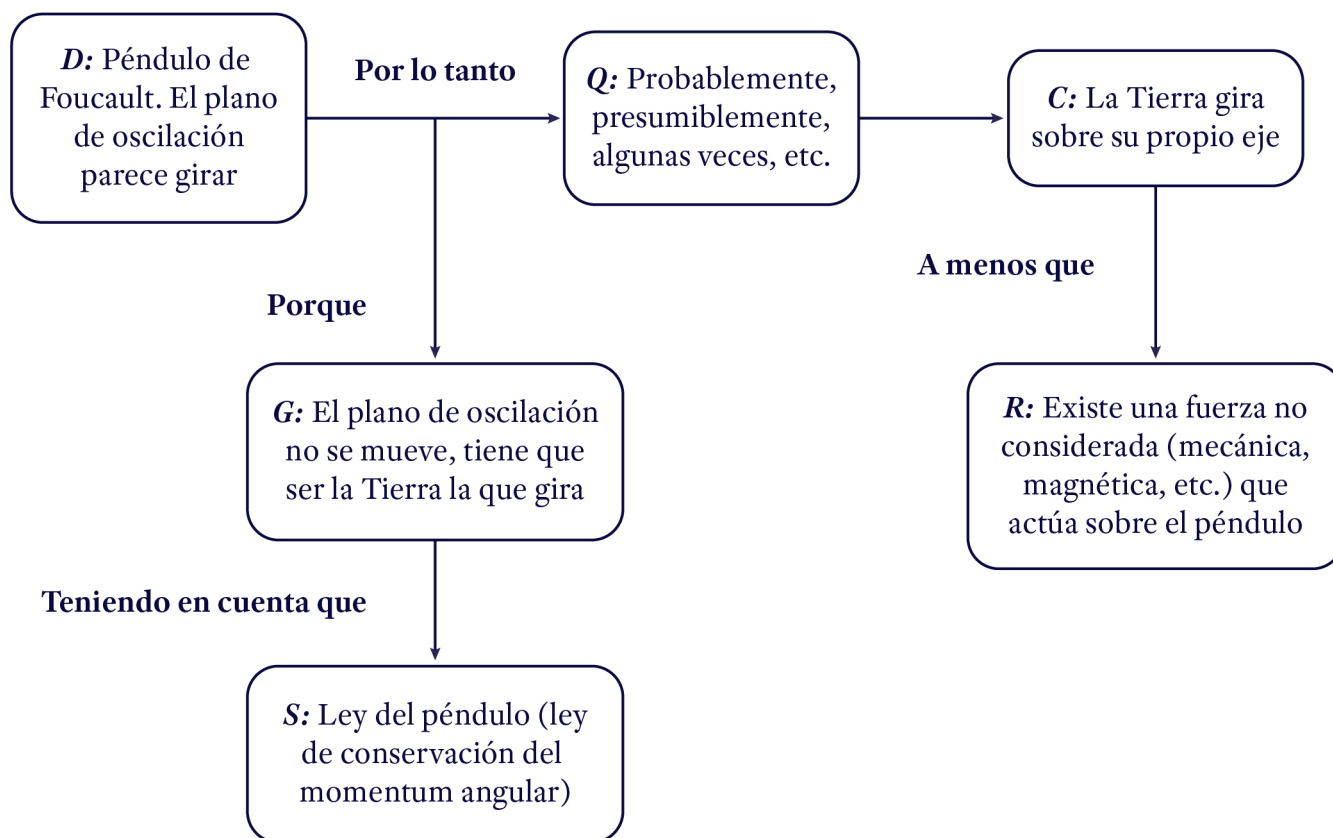 D: Péndulo de
Foucault. El plano
de oscilación
parece girar
Por lo tanto
Q: Probablemente,
presumiblemente,
algunas veces, etc.
C: La Tierra gira
sobre su propio eje
Porque
A menos que
G: El plano de oscilación
no se mueve, tiene que
ser la Tierra la que gira
R: Existe una fuerza no
considerada (mecánica,
magnética, etc.) que
actúa sobre el péndulo
Teniendo en cuenta que
S: Ley del péndulo (ley
de conservación del
momentum angular)